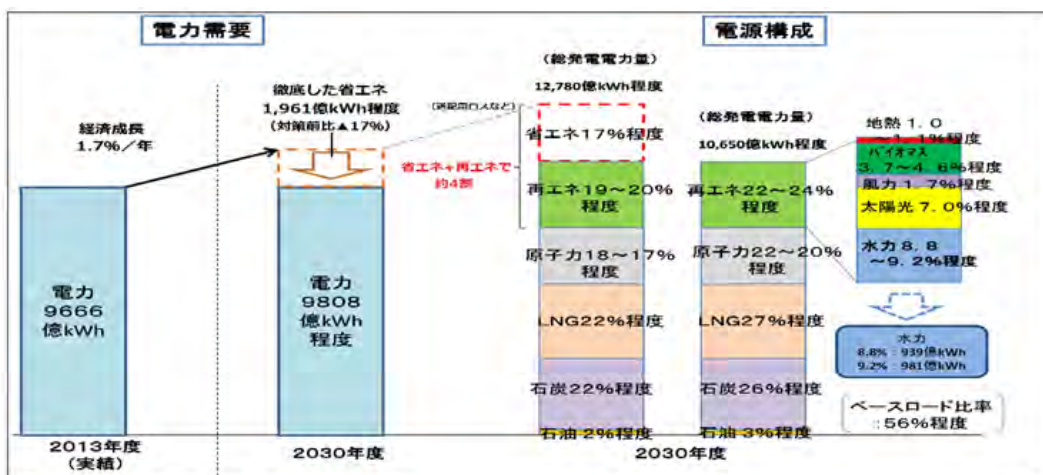 電力需要
電源構成
経済成長
1.7%/年
徹底した省エネ
1,961億kWh程度
(対策前比▲17%)
電力
9666
億kWh
電力
9808
億kWh
程度
2013年度
(実績)
2030年度
(総発電電力量)
12,780億kWh程度
(送配電ロスなど)
省エネ+再エネで
約4割
省エネ17%程度
再エネ19~20%
程度
原子力18~17%
程度
LNG22%程度
石炭22%程度
石油2%程度
(総発電電力量)
10,650億kWh程度
再エネ22~24%
程度
原子力22~20%
程度
LNG27%程度
石炭26%程度
石油3%程度
2030年度
地熱1.0
~1.1%程度
バイオマス
3.7~4.6%程度
風力1.7%程度
太陽光7.0%程度
水力8.8
~9.2%程度
水力
8.8%:939億kWh
9.2%:981億kWh
ベースロード比率
:56%程度